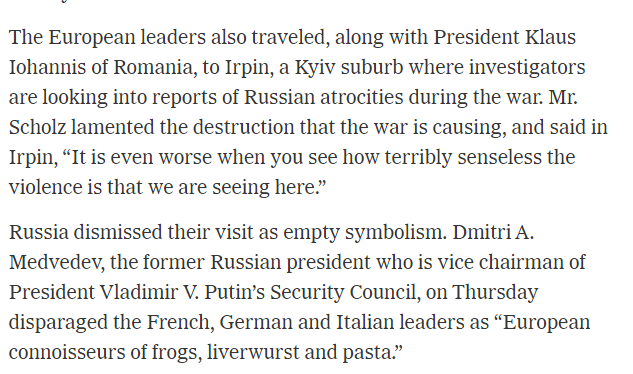 The European leaders also traveled, along with President Klaus
Iohannis of Romania, to Irpin, a Kyiv suburb where investigators
are looking into reports of Russian atrocities during the war. Mr.
Scholz lamented the destruction that the war is causing, and said in
Irpin, “It is even worse when you see how terribly senseless the
violence is that we are seeing here.”
Russia dismissed their visit as empty symbolism. Dmitri A.
Medvedev, the former Russian president who is vice chairman of
President Vladimir V. Putin’s Security Council, on Thursday
disparaged the French, German and Italian leaders as “European
connoisseurs of frogs, liverwurst and pasta.”